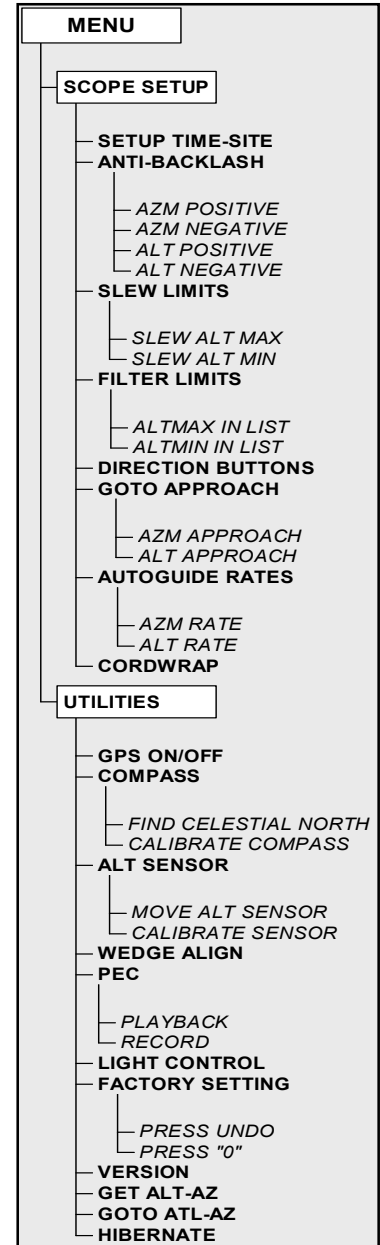 MENU
SCOPE SETUP
SETUP TIME-SITE
ANTI-BACKLASH
AZM POSITIVE
AZM NEGATIVE
ALT POSITIVE
ALT NEGATIVE
SLEW LIMITS
SLEW ALT MAX
SLEW ALT MIN
FILTER LIMITS
ALTMAX IN LIST
ALTMIN IN LIST
DIRECTION BUTTONS
GOTO APPROACH
AZM APPROACH
ALT APPROACH
AUTOGUIDE RATES
AZM RATE
ALT RATE
CORDWRAP
UTILITIES
GPS ON/OFF
COMPASS
FIND CELESTIAL NORTH
CALIBRATE COMPASS
ALT SENSOR
MOVE ALT SENSOR
CALIBRATE SENSOR
WEDGE ALIGN
PEC
PLAYBACK
RECORD
LIGHT CONTROL
FACTORY SETTING
PRESS UNDO
PRESS "0"
VERSION
GET ALT-AZ
GOTO ATL-AZ
HIBERNATE